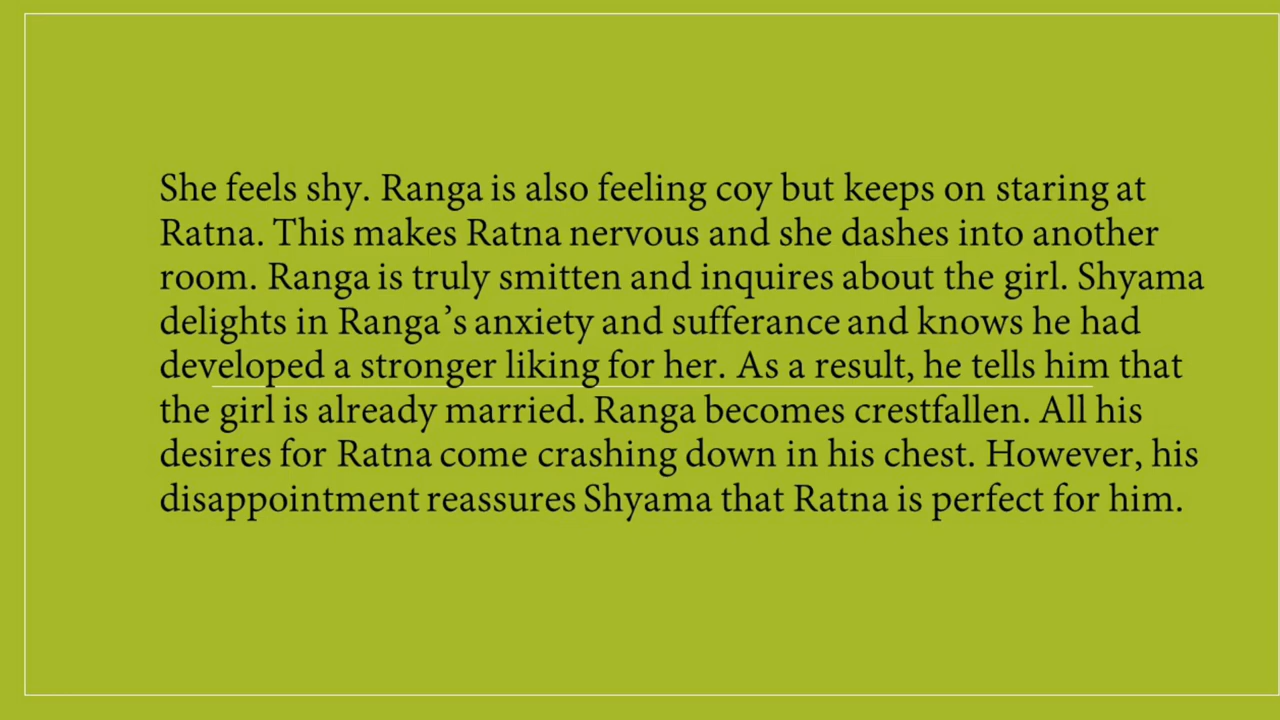 She feels shy. Ranga is also feeling coy but keeps on staring at
Ratna. This makes Ratna nervous and she dashes into another
room. Ranga is truly smitten and inquires about the girl. Shyama
delights in Ranga’s anxiety and sufferance and knows he had
developed a stronger liking for her. As a result, he tells him that
the girl is already married. Ranga becomes crestfallen. All his
desires for Ratna come crashing down in his chest. However, his
disappointment reassures Shyama that Ratna is perfect for him.